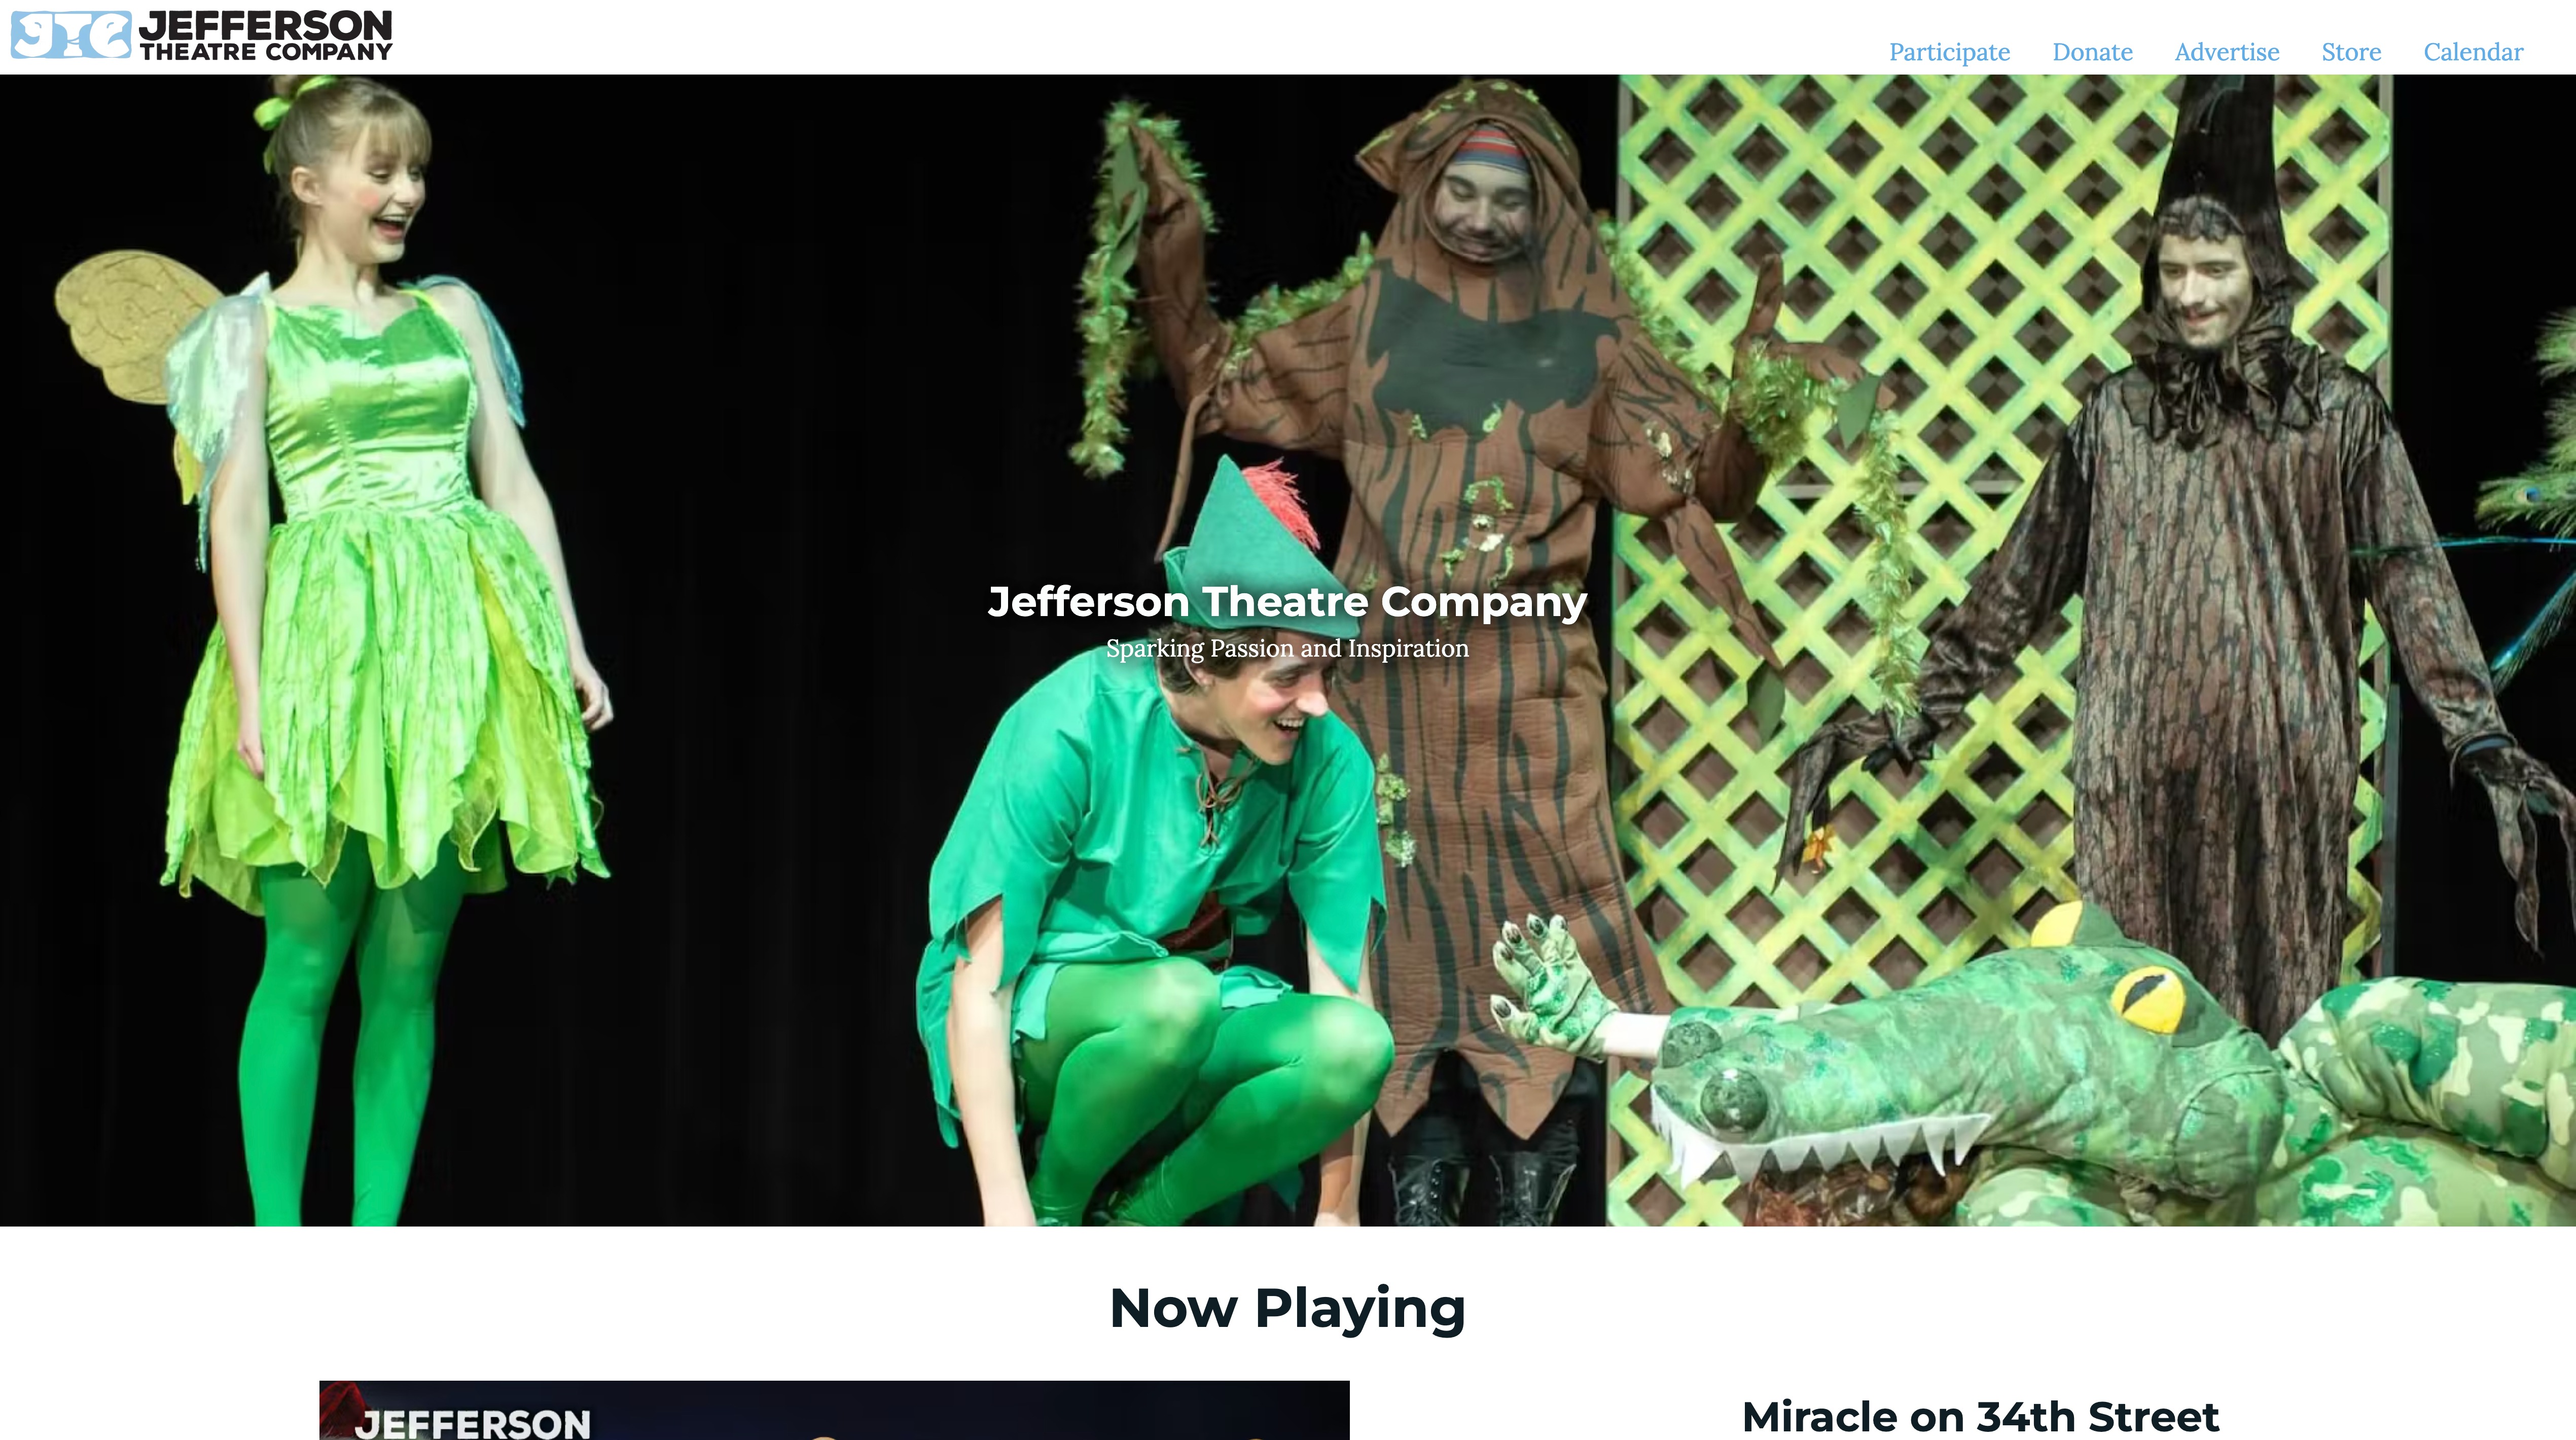 JTC JEFFERSON
THEATRE COMPANY
Participate Donate Advertise Store Calendar
Jefferson Theatre Company
Sparking Passion and Inspiration
Now Playing
JEFFERSON
Miracle on 34th Street